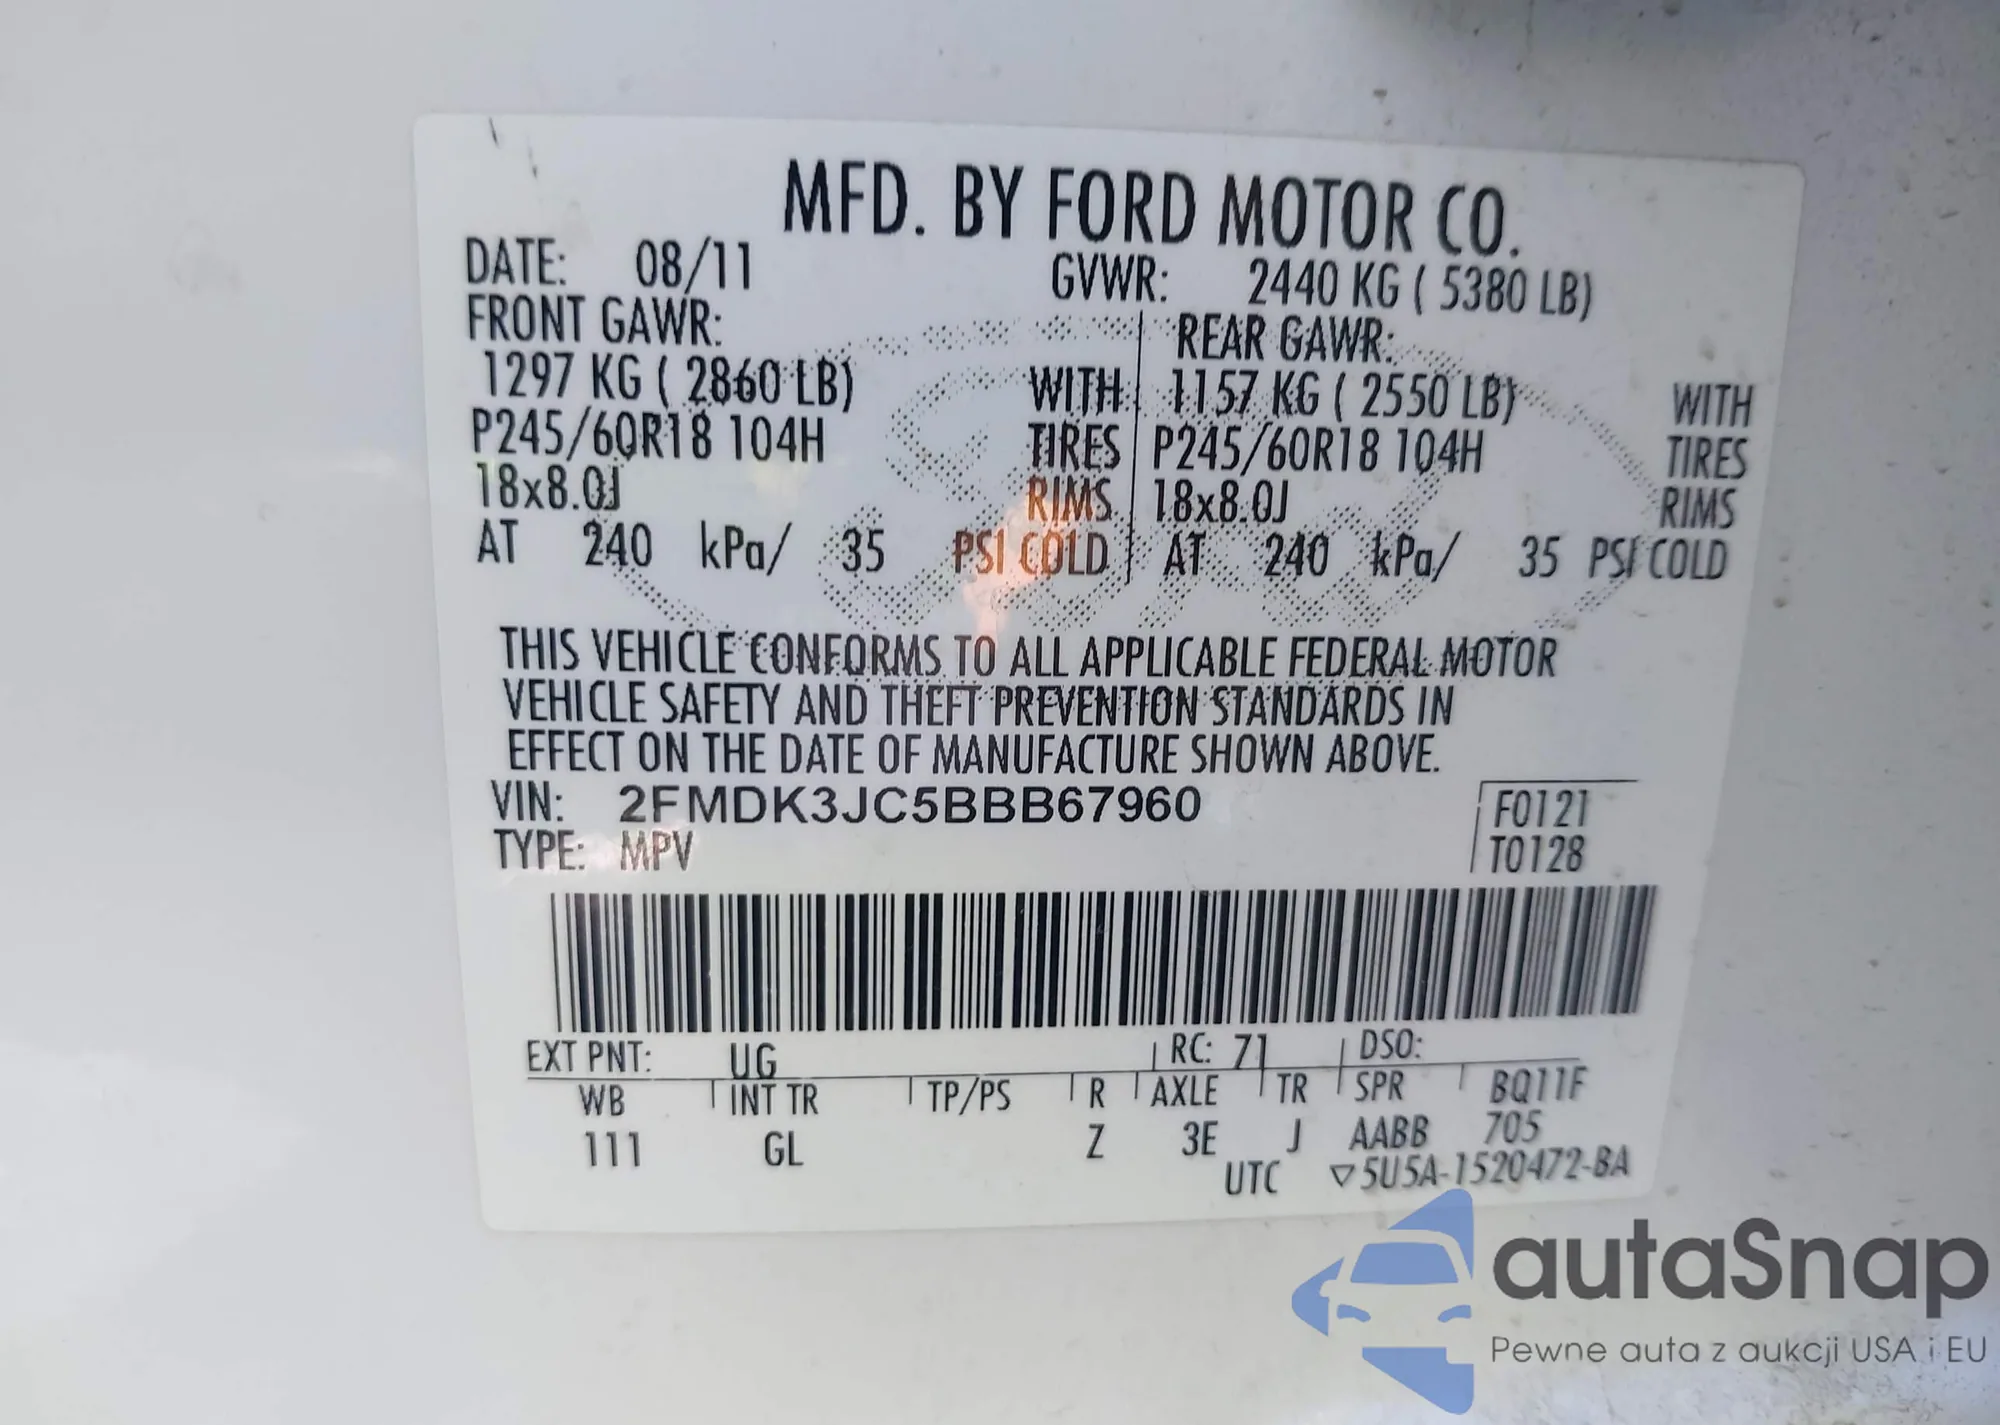 MFD. BY FORD MOTOR CO.
DATE: 08/11 GVWR: 2440 KG ( 5380 LB)
FRONT GAWR: REAR GAWR:
1297 KG ( 2860 LB) WITH 1157 KG ( 2550 LB) WITH
P245/60R18 104H TIRES P245/60R18 104H TIRES
18x8.0J RIMS 18x8.0J RIMS
AT 240 kPa/ 35 PSI COLD AT 240 kPa/ 35 PSI COLD
THIS VEHICLE CONFORMS TO ALL APPLICABLE FEDERAL MOTOR
VEHICLE SAFETY AND THEFT PREVENTION STANDARDS IN
EFFECT ON THE DATE OF MANUFACTURE SHOWN ABOVE.
VIN: 2FMDK3JC5BBB67960 F0121
TYPE: MPV T0128
EXT PNT: UG RC: 71 DSO:
WB INT TR TP/PS R AXLE TR SPR BQ11F
111 GL Z 3E J AABB 705
UTC ▽5U5A-1520472-BA
autaSnap
Pewne auta z aukcji USA i EU